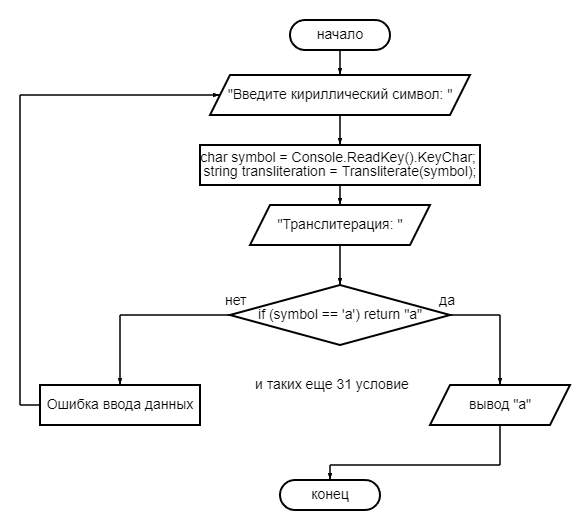 начало
"Введите кириллический символ: "
char symbol = Console.ReadKey().KeyChar;
string transliteration = Transliterate(symbol);
"Транслитерация: "
нет
да
if (symbol == 'a') return "a"
и таких еще 31 условие
Ошибка ввода данных
вывод "а"
конец